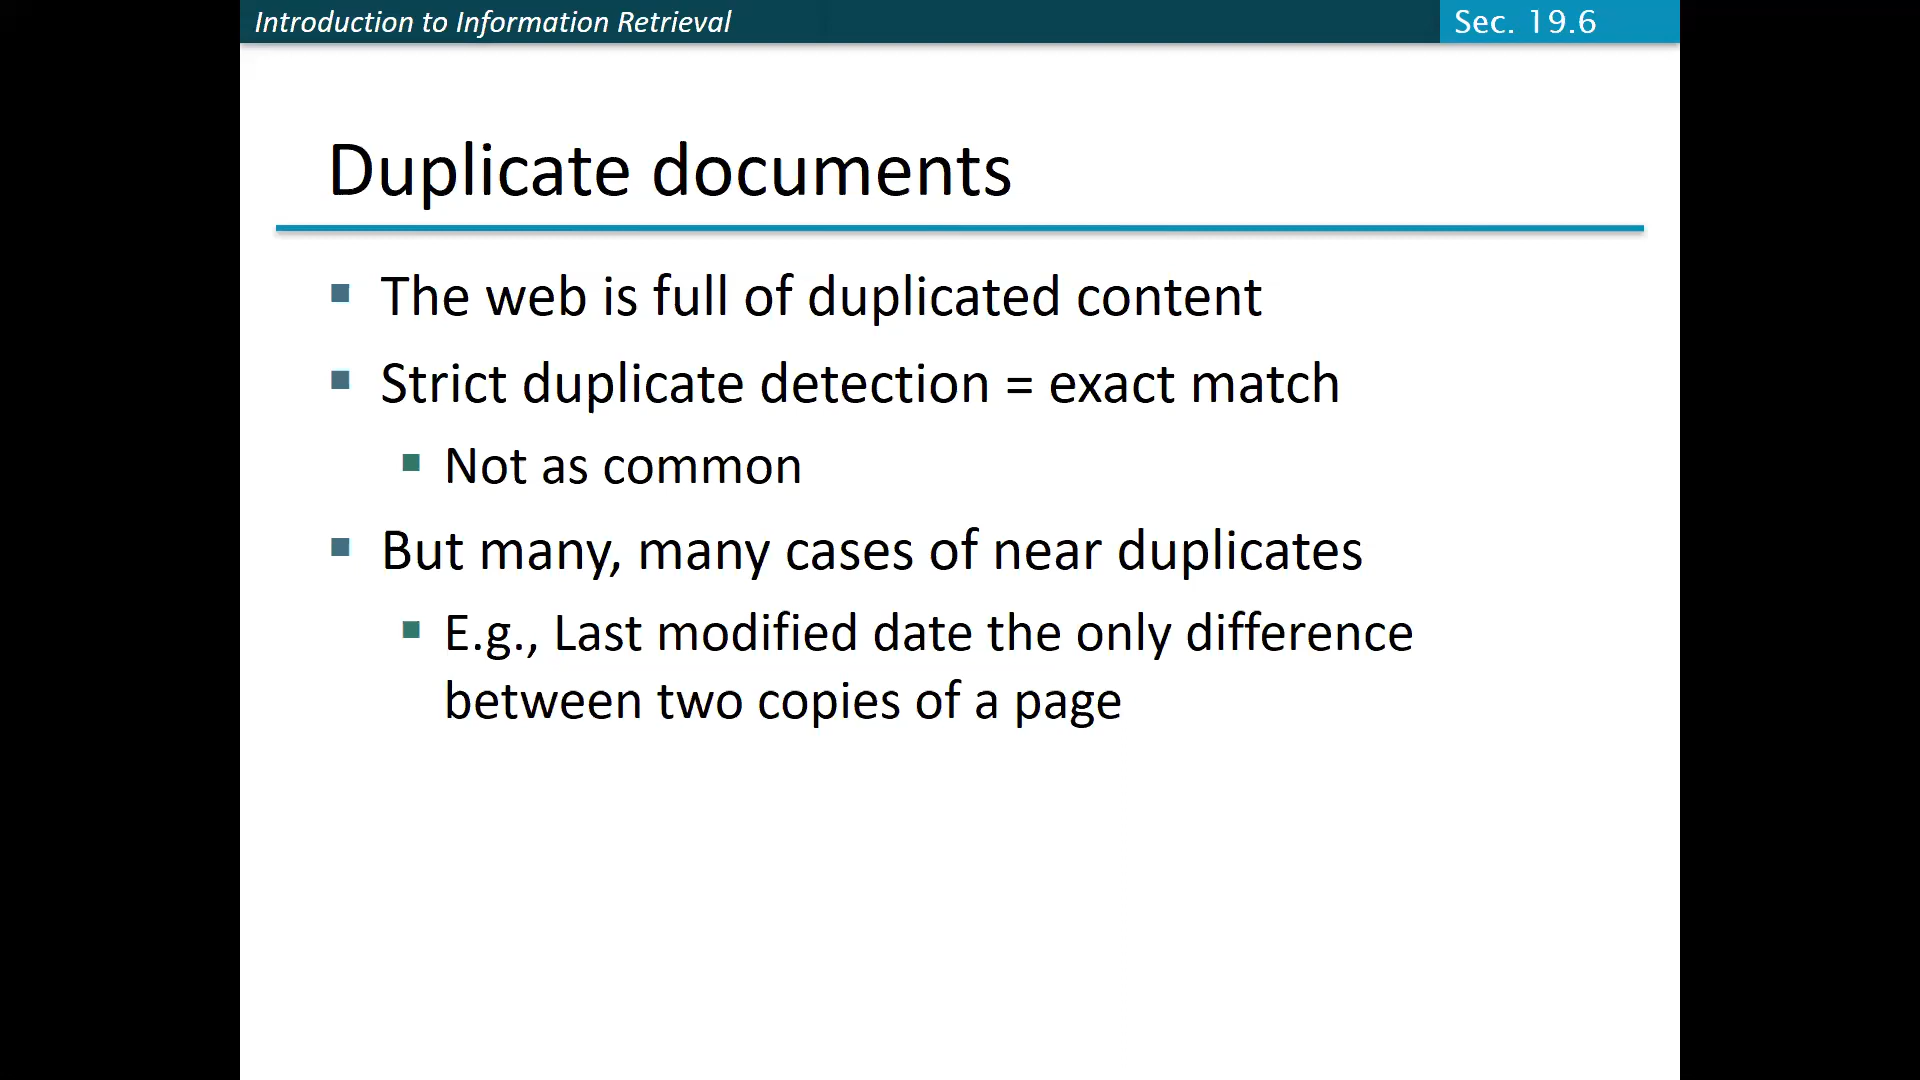 Introduction to Information Retrieval
Sec. 19.6
Duplicate documents
The web is full of duplicated content
Strict duplicate detection = exact match
Not as common
But many, many cases of near duplicates
E.g., Last modified date the only difference
between two copies of a page